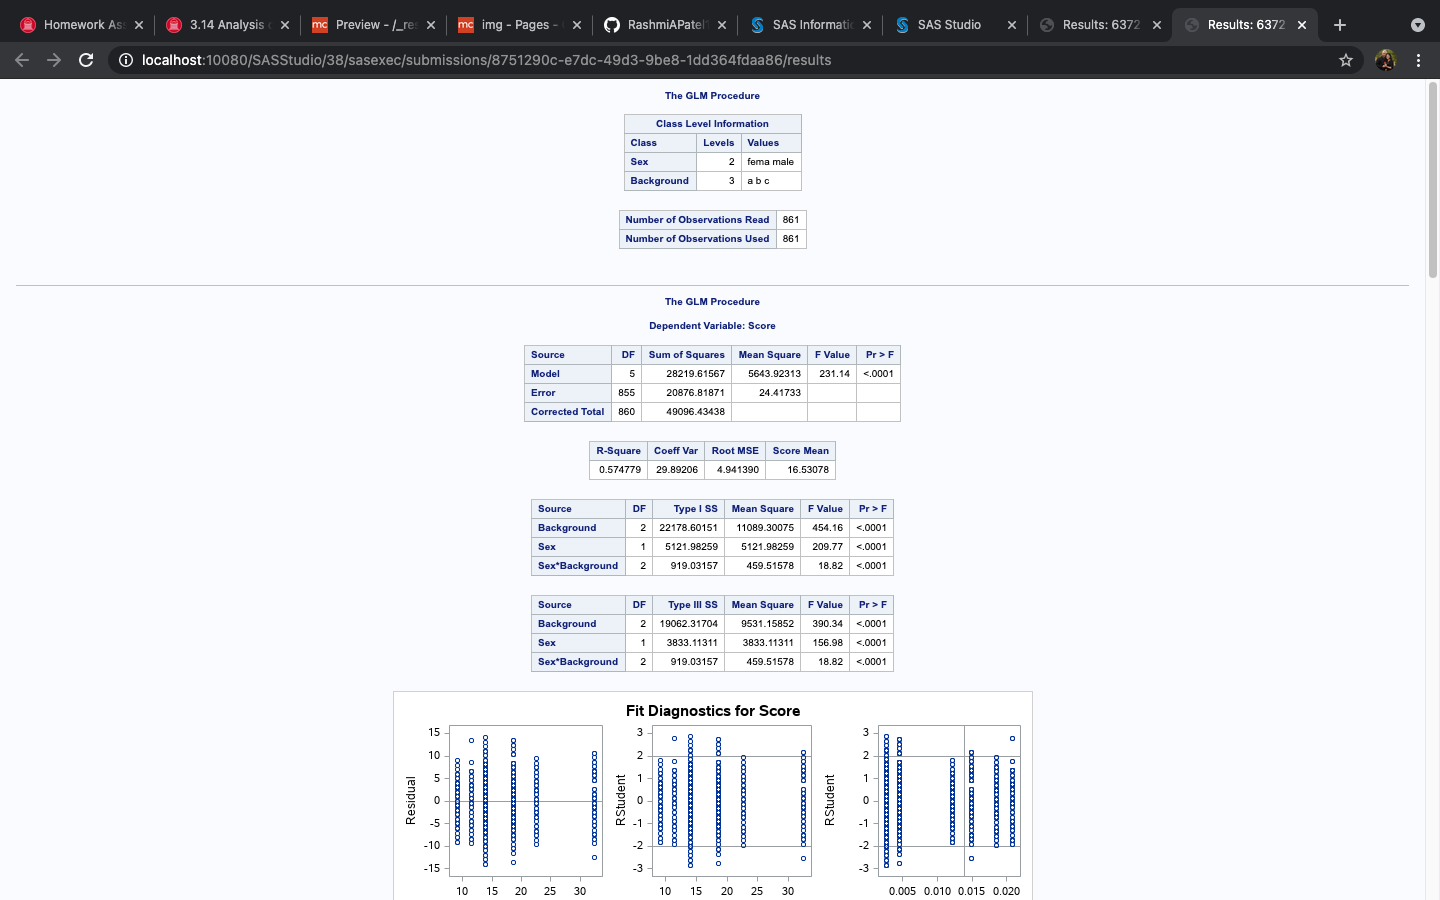 Homework As
3.14 Analysis
Preview - /_re
img - Pages -
RashmiAPatel
SAS Informati
SAS Studio
Results: 6372
Results: 6372
localhost:10080/SASStudio/38/sasexec/submissions/8751290c-e7dc-49d3-9be8-1dd364fdaa86/results
The GLM Procedure
Class Level Information
Class Levels Values
Sex 2 fema male
Background 3 a b c
Number of Observations Read 861
Number of Observations Used 861
The GLM Procedure
Dependent Variable: Score
Source DF Sum of Squares Mean Square F Value Pr > F
Model 5 28219.61567 5643.92313 231.14 <.0001
Error 855 20876.81871 24.41733
Corrected Total 860 49096.43438
R-Square Coeff Var Root MSE Score Mean
0.574779 29.89206 4.941390 16.53078
Source DF Type I SS Mean Square F Value Pr > F
Background 2 22178.60151 11089.30075 454.16 <.0001
Sex 1 5121.98259 5121.98259 209.77 <.0001
Sex*Background 2 919.03157 459.51578 18.82 <.0001
Source DF Type III SS Mean Square F Value Pr > F
Background 2 19062.31704 9531.15852 390.34 <.0001
Sex 1 3833.11311 3833.11311 156.98 <.0001
Sex*Background 2 919.03157 459.51578 18.82 <.0001
Fit Diagnostics for Score
Residual
15
10
5
0
-5
-10
-15
10 15 20 25 30
RStudent
3
2
1
0
-1
-2
-3
10 15 20 25 30
RStudent
3
2
1
0
-1
-2
-3
0.005 0.010 0.015 0.020